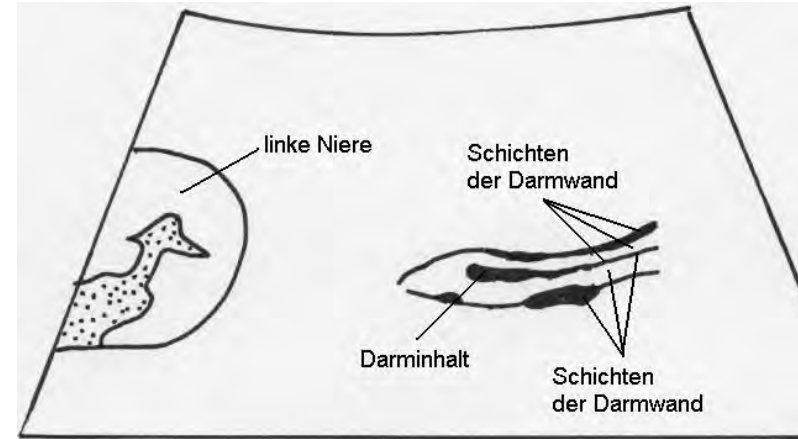 linke Niere
Schichten
der Darmwand
Darminhalt
Schichten
der Darmwand